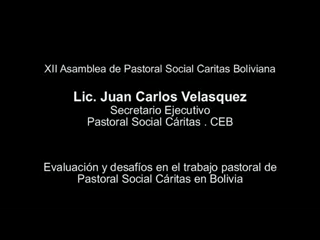 XII Asamblea de Pastoral Social Caritas Boliviana
Lic. Juan Carlos Velasquez
Secretario Ejecutivo
Pastoral Social Cáritas . CEB
Evaluación y desafíos en el trabajo pastoral de
Pastoral Social Cáritas en Bolivia